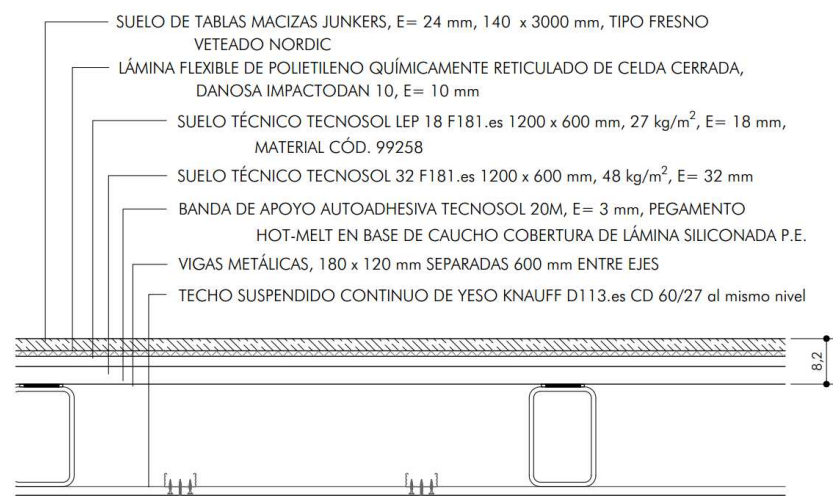 SUELO DE TABLAS MACIZAS JUNKERS, E= 24 mm, 140 x 3000 mm, TIPO FRESNO
VETEADO NORDIC
LÁMINA FLEXIBLE DE POLIETILENO QUÍMICAMENTE RETICULADO DE CELDA CERRADA,
DANOSA IMPACTODAN 10, E= 10 mm
SUELO TÉCNICO TECNOSOL LEP 18 F181.es 1200 x 600 mm, 27 kg/m², E= 18 mm,
MATERIAL CÓD. 99258
SUELO TÉCNICO TECNOSOL 32 F181.es 1200 x 600 mm, 48 kg/m², E= 32 mm
BANDA DE APOYO AUTOADHESIVA TECNOSOL 20M, E= 3 mm, PEGAMENTO
HOT-MELT EN BASE DE CAUCHO COBERTURA DE LÁMINA SILICONADA P.E.
VIGAS METÁLICAS, 180 x 120 mm SEPARADAS 600 mm ENTRE EJES
TECHO SUSPENDIDO CONTINUO DE YESO KNAUFF D113.es CD 60/27 al mismo nivel
8,2